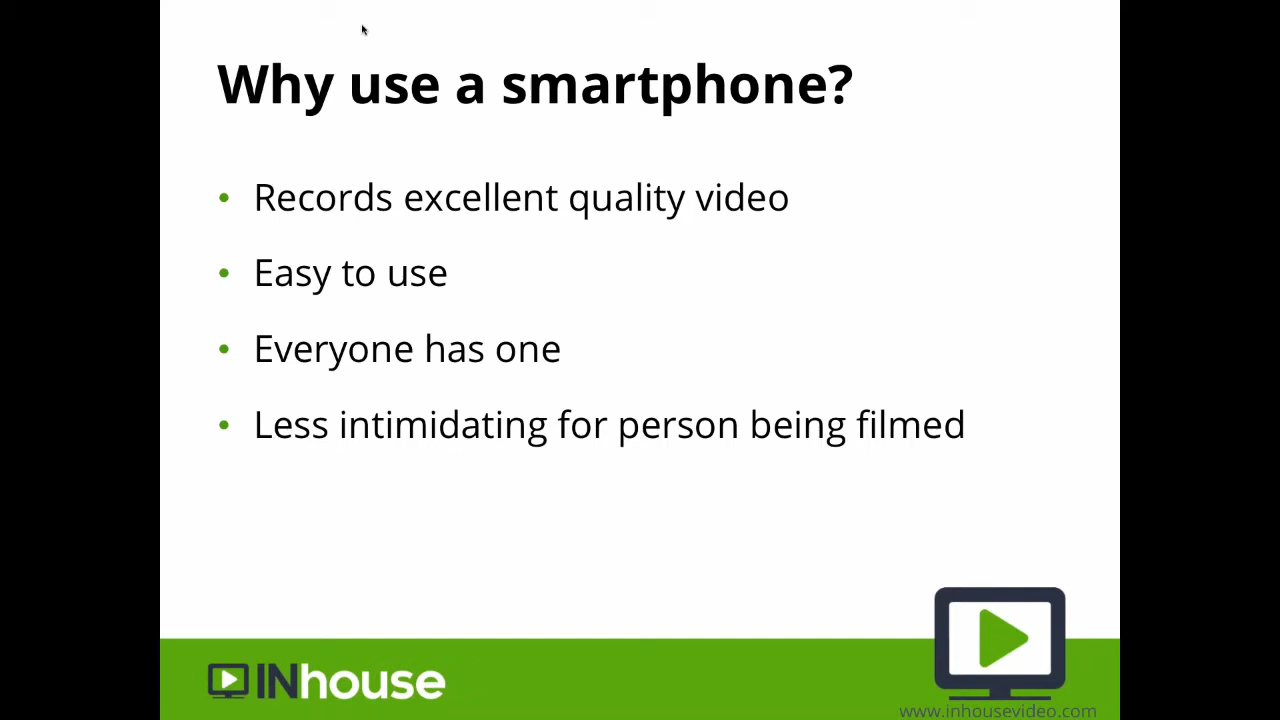 Why use a smartphone?
• Records excellent quality video
• Easy to use
• Everyone has one
• Less intimidating for person being filmed
INhouse
www.inhousevideo.com